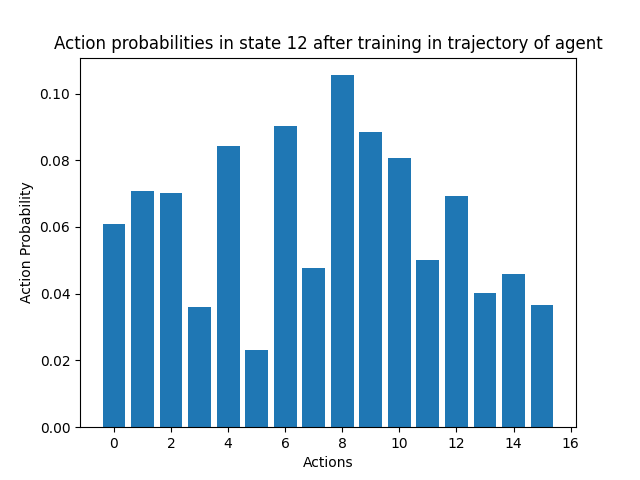 Action probabilities in state 12 after training in trajectory of agent
0.10
0.08
0.06
0.04
0.02
0.00
Action Probability
0 2 4 6 8 10 12 14 16
Actions